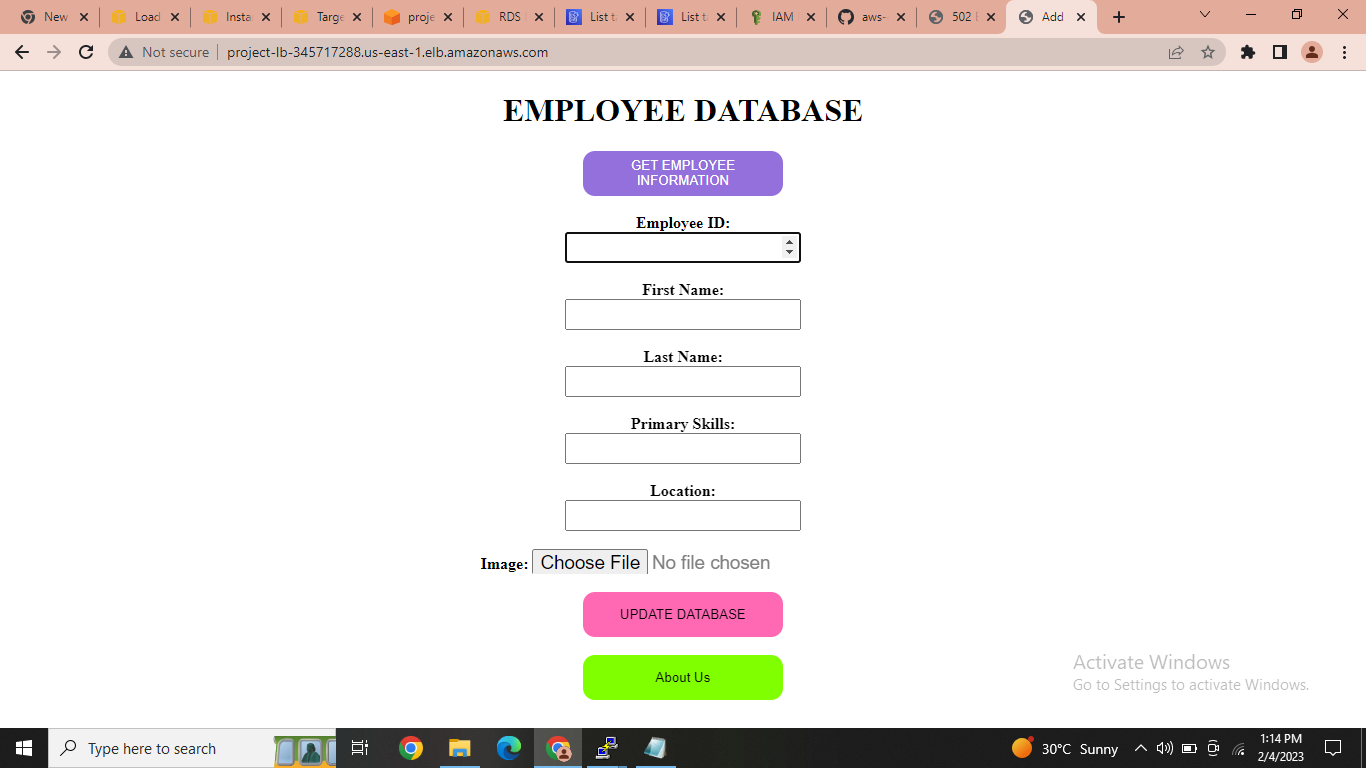 New
Load
Insta
Targe
proje
RDS
List t
List t
IAM
aws-
502
Add
Not secure
project-lb-345717288.us-east-1.elb.amazonaws.com
EMPLOYEE DATABASE
GET EMPLOYEE
INFORMATION
Employee ID:
First Name:
Last Name:
Primary Skills:
Location:
Image: Choose File No file chosen
UPDATE DATABASE
About Us
Activate Windows
Go to Settings to activate Windows.
Type here to search
30°C Sunny
1:14 PM
2/4/2023